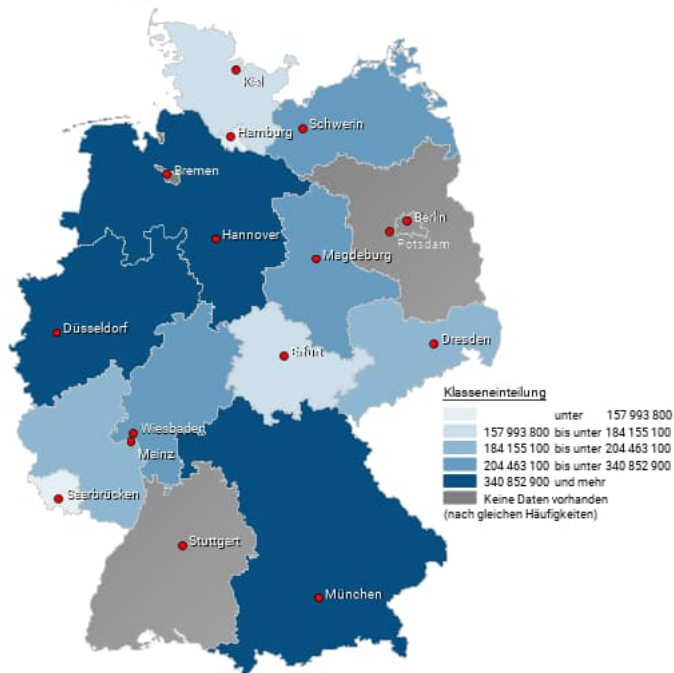 Kiel
Hamburg
Schwerin
Bremen
Berlin
Potsdam
Hannover
Magdeburg
Düsseldorf
Dresden
Erfurt
Klasseneinteilung
unter 157 993 800
157 993 800 bis unter 184 155 100
184 155 100 bis unter 204 463 100
204 463 100 bis unter 340 852 900
340 852 900 und mehr
Keine Daten vorhanden
(nach gleichen Häufigkeiten)
Wiesbaden
Mainz
Saarbrücken
Stuttgart
München